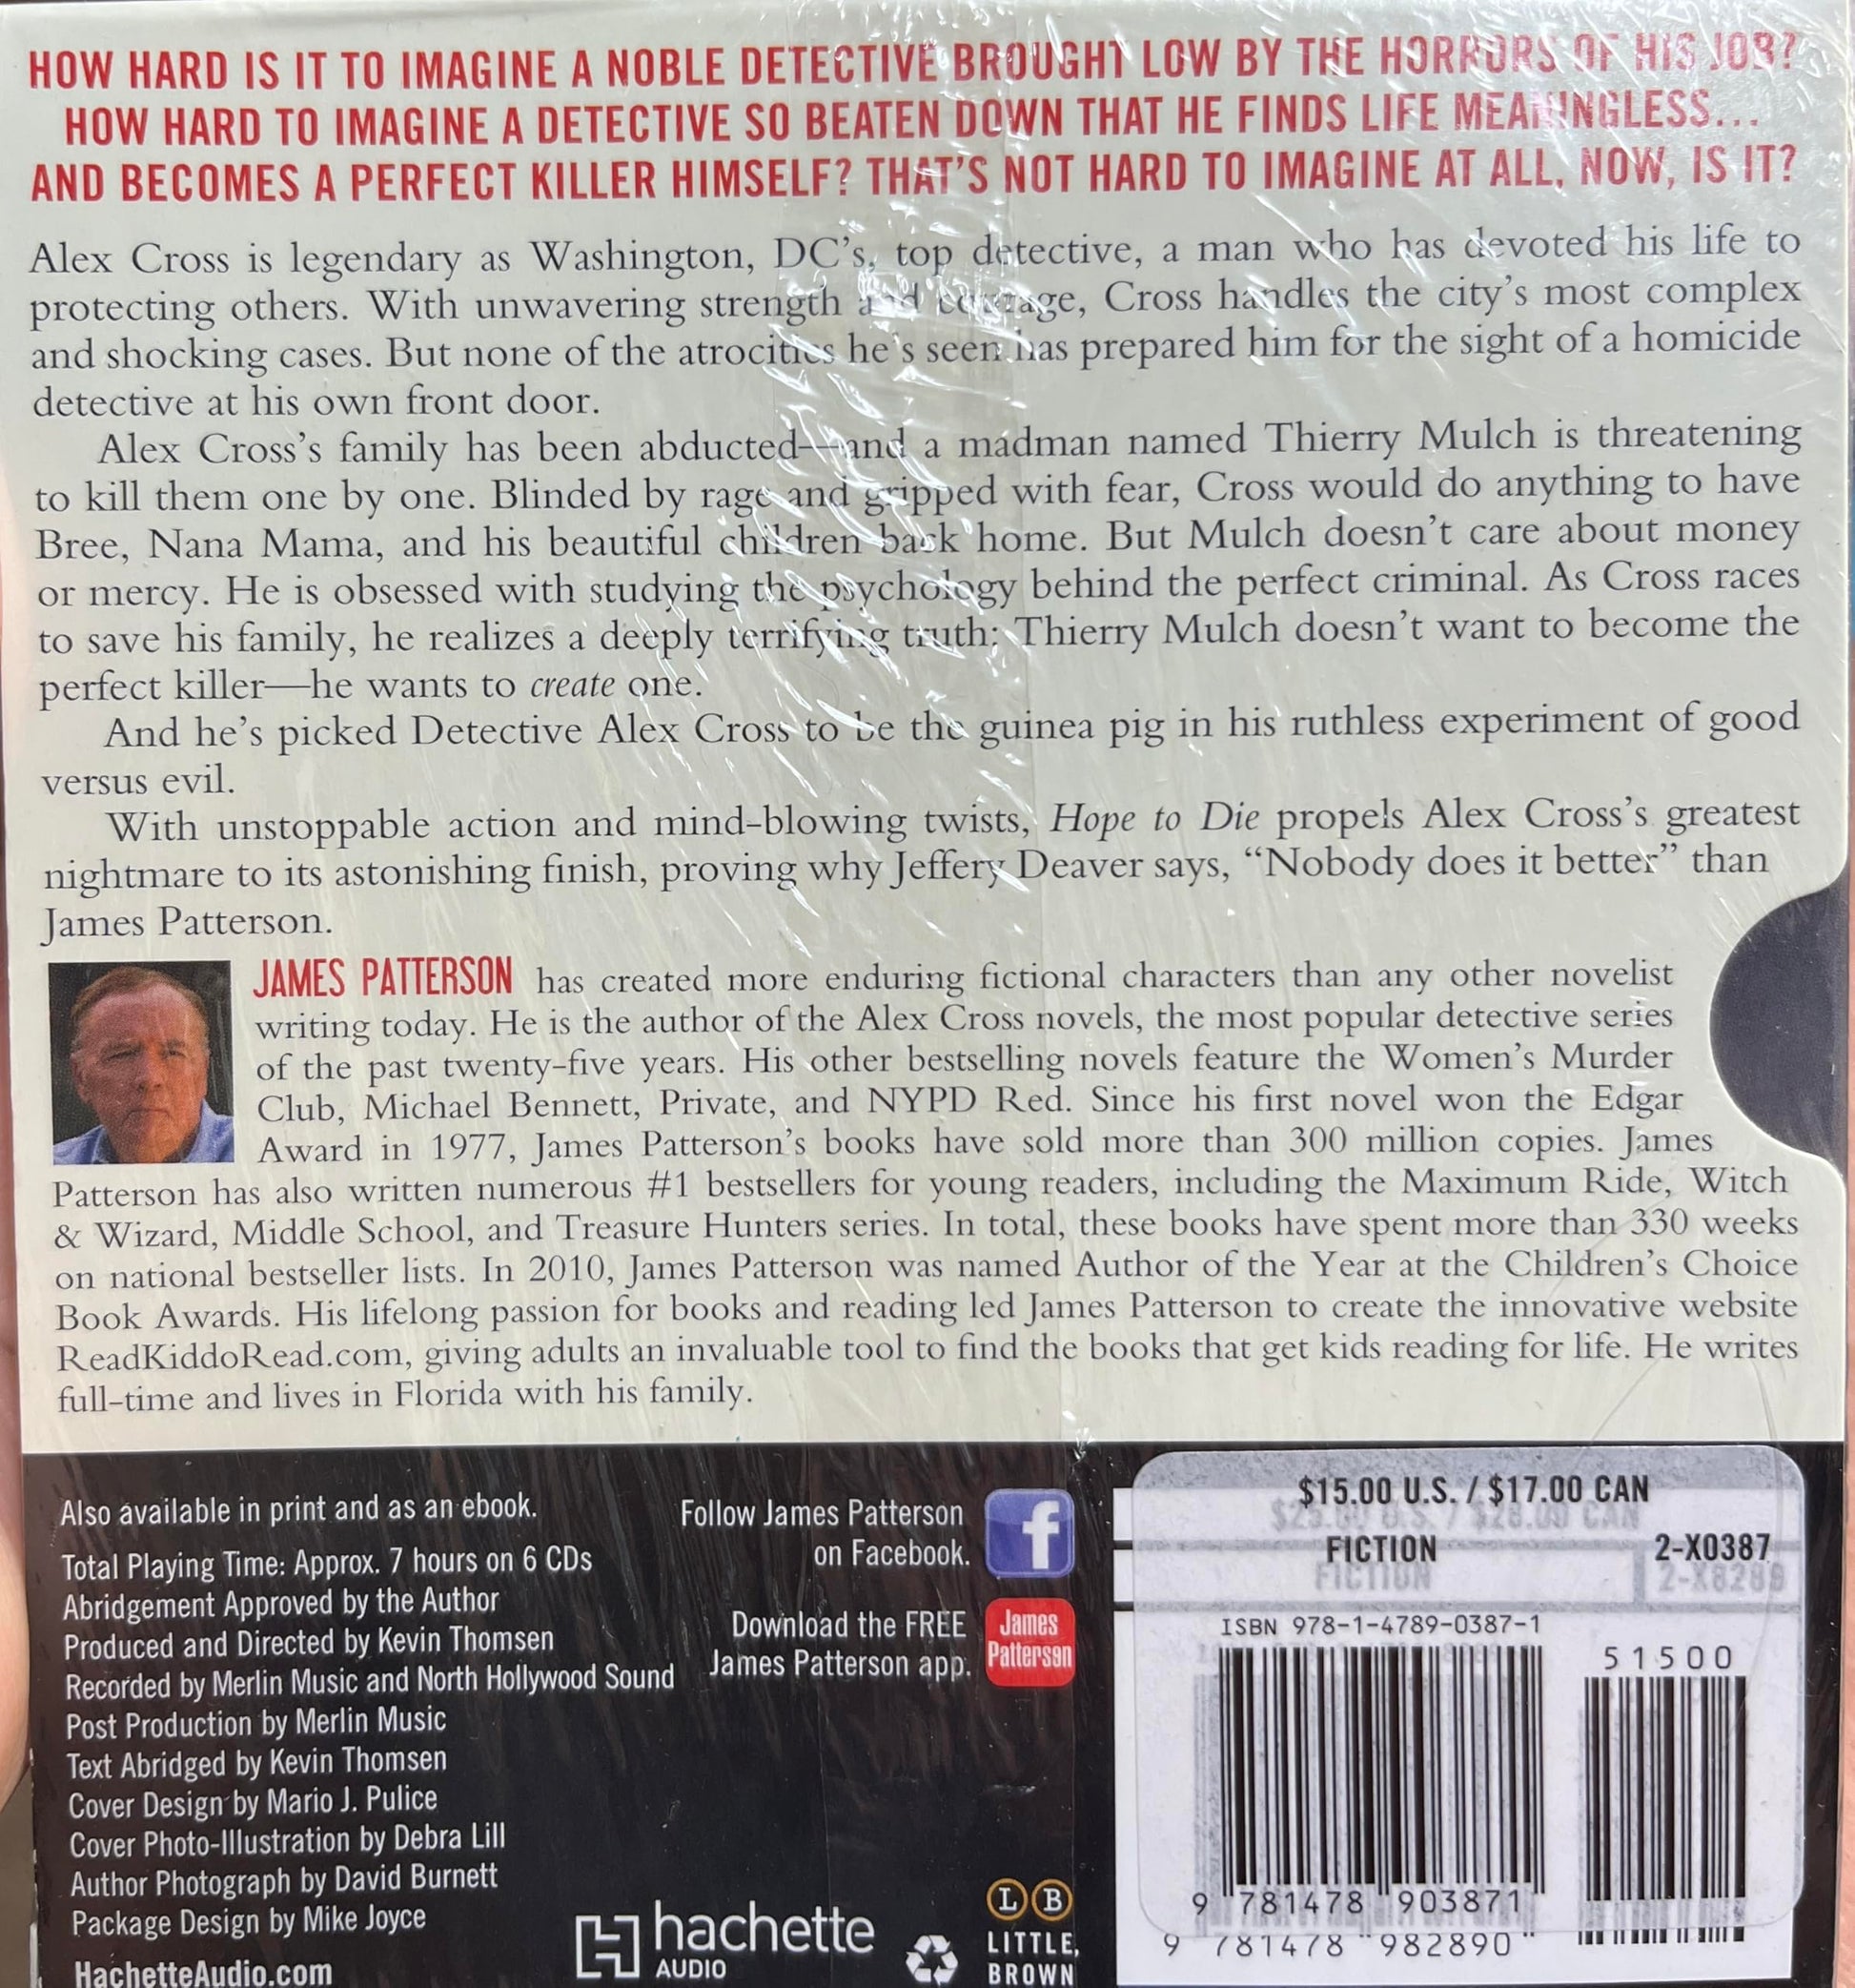 HOW HARD IS IT TO IMAGINE A NOBLE DETECTIVE BROUGHT LOW BY THE HORRORS OF HIS JOB?
HOW HARD TO IMAGINE A DETECTIVE SO BEATEN DOWN THAT HE FINDS LIFE MEANINGLESS...
AND BECOMES A PERFECT KILLER HIMSELF? THAT'S NOT HARD TO IMAGINE AT ALL, NOW, IS IT?
Alex Cross is legendary as Washington, DC's, top detective, a man who has devoted his life to
protecting others. With unwavering strength and courage, Cross handles the city's most complex
and shocking cases. But none of the atrocities he's seen has prepared him for the sight of a homicide
detective at his own front door.
Alex Cross's family has been abducted—and a madman named Thierry Mulch is threatening
to kill them one by one. Blinded by rage and gripped with fear, Cross would do anything to have
Bree, Nana Mama, and his beautiful children back home. But Mulch doesn't care about money
or mercy. He is obsessed with studying the psychology behind the perfect criminal. As Cross races
to save his family, he realizes a deeply terrifying truth: Thierry Mulch doesn't want to become the
perfect killer—he wants to create one.
And he's picked Detective Alex Cross to be the guinea pig in his ruthless experiment of good
versus evil.
With unstoppable action and mind-blowing twists, Hope to Die propels Alex Cross's greatest
nightmare to its astonishing finish, proving why Jeffery Deaver says, "Nobody does it better" than
James Patterson.
JAMES PATTERSON has created more enduring fictional characters than any other novelist
writing today. He is the author of the Alex Cross novels, the most popular detective series
of the past twenty-five years. His other bestselling novels feature the Women's Murder
Club, Michael Bennett, Private, and NYPD Red. Since his first novel won the Edgar
Award in 1977, James Patterson's books have sold more than 300 million copies. James
Patterson has also written numerous #1 bestsellers for young readers, including the Maximum Ride, Witch
& Wizard, Middle School, and Treasure Hunters series. In total, these books have spent more than 330 weeks
on national bestseller lists. In 2010, James Patterson was named Author of the Year at the Children's Choice
Book Awards. His lifelong passion for books and reading led James Patterson to create the innovative website
ReadKiddoRead.com, giving adults an invaluable tool to find the books that get kids reading for life. He writes
full-time and lives in Florida with his family.
Also available in print and as an ebook.
Total Playing Time: Approx. 7 hours on 6 CDs
Abridgement Approved by the Author
Produced and Directed by Kevin Thomsen
Recorded by Merlin Music and North Hollywood Sound
Post Production by Merlin Music
Text Abridged by Kevin Thomsen
Cover Design by Mario J. Pulice
Cover Photo-Illustration by Debra Lill
Author Photograph by David Burnett
Package Design by Mike Joyce
HachetteAudio.com
Follow James Patterson
on Facebook.
f
Download the FREE
James Patterson app.
James
Patterson
hachette
AUDIO
L B
LITTLE,
BROWN
$15.00 U.S. / $17.00 CAN
FICTION 2-X0387
FICTION
ISBN 978-1-4789-0387-1
51500
9 781478 903871
9 781478 982890